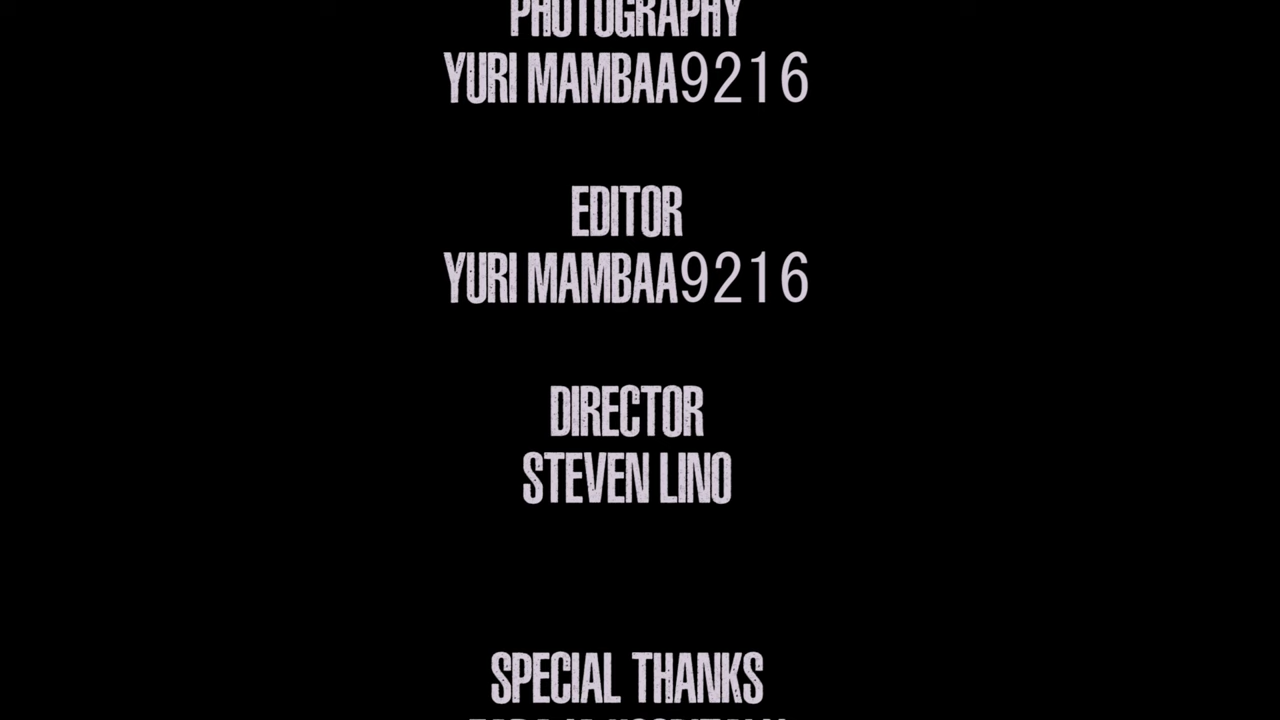 PHOTOGRAPHY
YURI MAMBAA9216
EDITOR
YURI MAMBAA9216
DIRECTOR
STEVEN LINO
SPECIAL THANKS